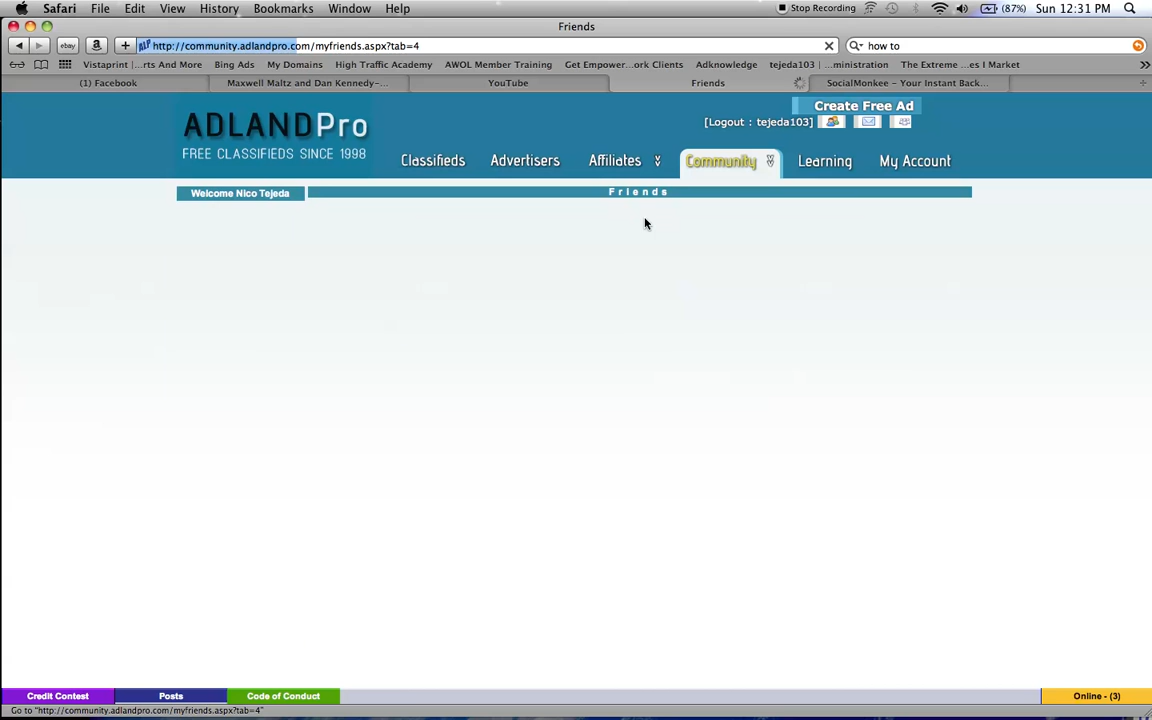 Safari File Edit View History Bookmarks Window Help Stop Recording (87%) Sun 12:31 PM
Friends
ebay http://community.adlandpro.com/myfriends.aspx?tab=4 how to
Vistaprint |...rts And More Bing Ads My Domains High Traffic Academy AWOL Member Training Get Empower...ork Clients Adknowledge tejeda103 | ...ministration The Extreme ...es I Market
(1) Facebook Maxwell Maltz and Dan Kennedy–... YouTube Friends SocialMonkee – Your Instant Back...
Create Free Ad
ADLANDPro [Logout : tejeda103]
FREE CLASSIFIEDS SINCE 1998
Classifieds Advertisers Affiliates Community Learning My Account
Welcome Nico Tejeda Friends
Credit Contest Posts Code of Conduct Online - (3)
Go to "http://community.adlandpro.com/myfriends.aspx?tab=4"